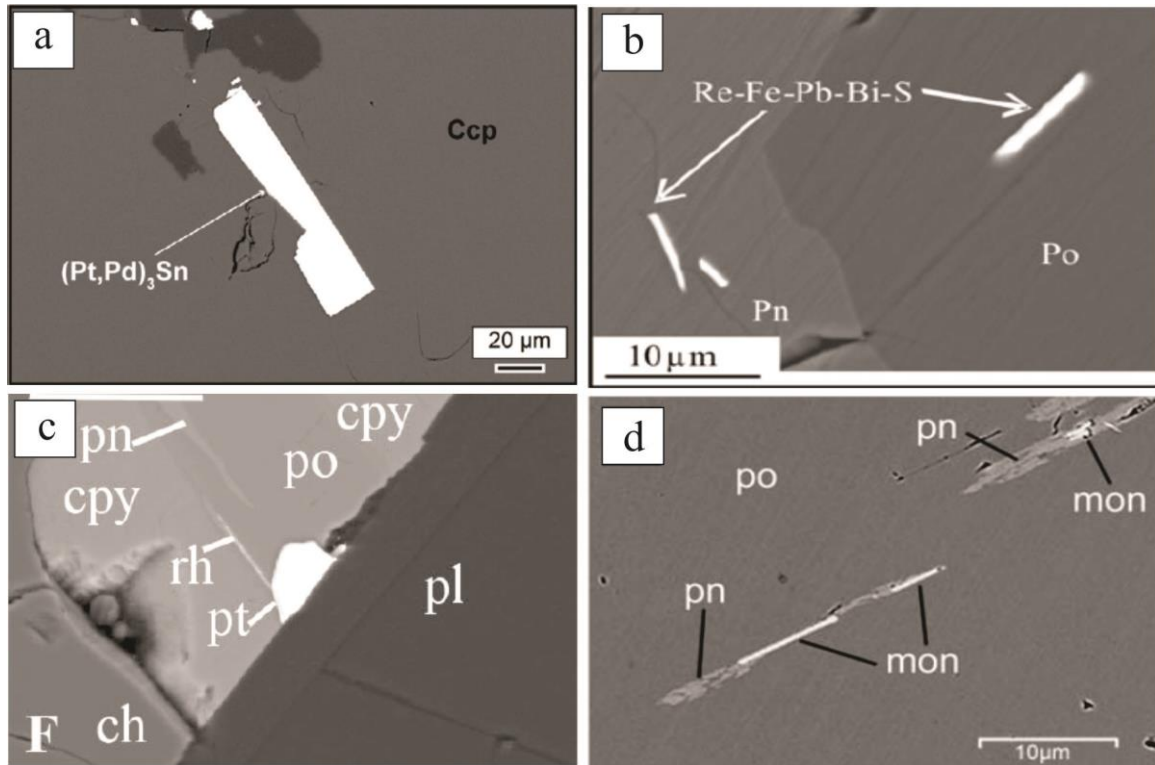 a
Ccp
(Pt,Pd)₃Sn
20 µm
b
Re-Fe-Pb-Bi-S
Po
Pn
10 µm
c
pn
cpy
po
cpy
rh
pt
pl
F
ch
d
pn
po
mon
pn
mon
10µm